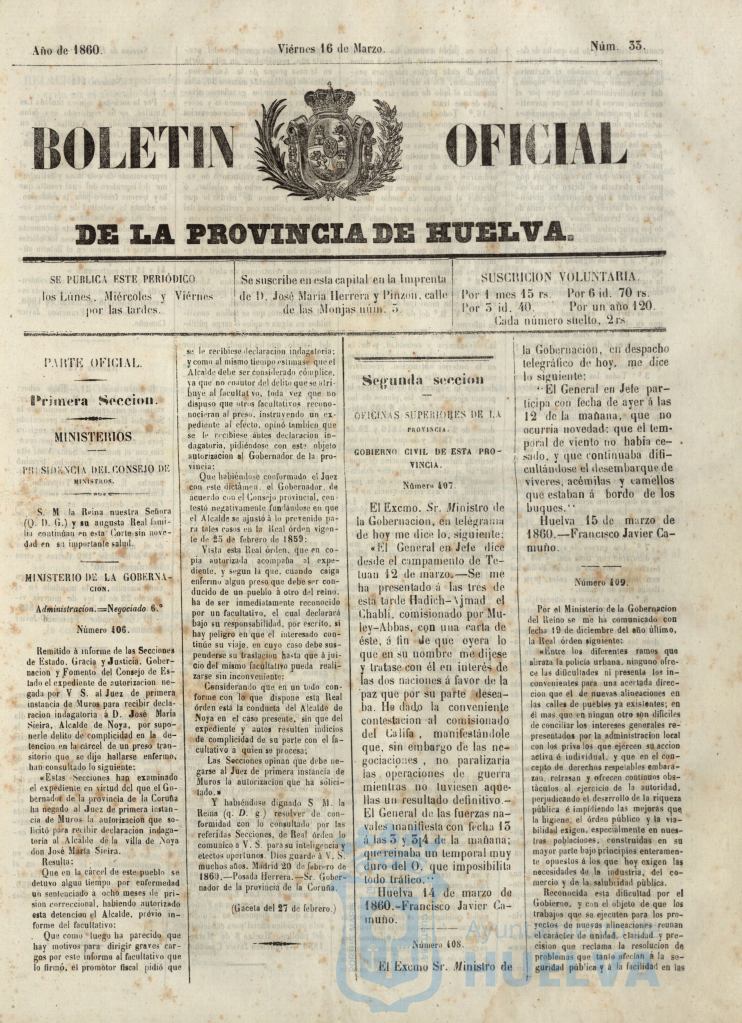 Año de 1860.
Viérnes 16 de Marzo.
Núm. 33.
BOLETIN OFICIAL
DE LA PROVINCIA DE HUELVA.
SE PUBLICA ESTE PERIÓDICO
los Lúnes, Miércoles y Viérnes
por las tardes.
Se suscribe en esta capital en la Imprenta
de D. José María Herrera y Pinzon, calle
de las Monjas núm. 3.
SUSCRICION VOLUNTARIA.
Por 1 mes 15 rs. Por 6 id. 70 rs.
Por 3 id. 40. Por un año 120.
Cada número suelto, 2 rs.
PARTE OFICIAL.
Primera Seccion.
MINISTERIOS
PRESIDENCIA DEL CONSEJO DE
MINISTROS.
S. M la Reina nuestra Señora
(Q. D. G.) y su augusta Real fami-
lia continúan en esta Corte sin nove-
dad en su importante salud.
MINISTERIO DE LA GOBERNA-
CION.
Administracion.=Negociado 6.º
Número 406.
Remitido á informe de las Secciones
de Estado, Gracia y Justicia, Gober-
nacion y Fomento del Consejo de Es-
tado el expediente de autorizacion ne-
gada por V. S. al Juez de primera
instancia de Muros para recibir decla-
racion indagatoria á D. José María
Sieira, Alcalde de Noya, por supo-
nerle delito de complicidad en la de-
tencion en la cárcel de un preso tran-
sitorio que se dijo hallarse enfermo,
han consultado lo siguiente:
«Estas Secciones han examinado
el expediente en virtud del que el Go-
bernador de la provincia de la Coruña
ha negado al Juez de primera instan-
cia de Muros la autorizacion que so-
licitó para recibir declaracion indaga-
toria al Alcalde de la villa de Noya
don José María Sieira.
Resulta:
Que en la cárcel de este pueblo se
detuvo algun tiempo por enfermedad
un sentenciado a ocho meses de pri-
sion correccional, habiendo autorizado
esta detencion el Alcalde, prévio in-
forme del facultativo:
Que como luego ha parecido que
hay motivos para dirigir graves car-
gos por este informe al facultativo que
lo firmó, el promotor fiscal pidió que
se le recibiese declaracion indagatoria;
y como al mismo tiempo estimase que el
Alcalde debe ser considerado cómplice,
ya que no coautor del delito que se atri-
buye al facultativo, toda vez que no
dispuso que otros facultativos recono-
nocieran al preso, instruyendo un ex-
pediente al efecto, opinó tambien que
se le recibiese antes declaracion in-
dagatoria, pidiéndose con este objeto
autorizacion al Gobernador de la pro-
vincia:
Que habiéndose conformado el Juez
con este dictámen, el Gobernador, de
acuerdo con el Consejo provincial, con-
testó negativamente fundándose en que
el Alcalde se ajustó á lo prevenido pa-
ra tales casos en la Real órden vigen-
te de 25 de febrero de 1859:
Vista esta Real órden, que en co-
pia autorizada acompaña al expe-
diente, y segun la que, cuando caiga
enfermo algun preso que debe ser con-
ducido de un pueblo á otro del reino,
ha de ser inmediatamente reconocido
por un facultativo, el cual declarará
bajo su responsabilidad, por escrito, si
hay peligro en que el interesado conti-
nue su viaje, en cuyo caso debe sus-
penderse su traslacion hasta que á jui-
cio del mismo facultativo pueda reali-
zarse sin inconveniente:
Considerando que en un todo con-
forme con lo que dispone esta Real
órden está la conducta del Alcalde de
Noya en el caso presente, sin que del
expediente y autos resulten indicios
de complicidad de su parte con el fa-
cultativo a quien se procesa;
Las Secciones opinan que debe ne-
garse al Juez de primera instancia de
Muros la autorizacion que ha solici-
tado.»
Y habiéndose dignado S M. la
Reina (q. D. g.) resolver de con-
formidad con lo consultado por las
referidas Secciones, de Real órden lo
comunico a V. S. para su inteligencia y
efectos oportunos. Dios guarde á V. S.
muchos años. Madrid 20 de febrero de
1860.—Posada Herrera.—Sr. Gober-
nador de la provincia de la Coruña.
(Gaceta del 27 de febrero.)
Segunda seccion
OFICINAS SUPERIORES DE LA
PROVINCIA.
GOBIERNO CIVIL DE ESTA PRO-
VINCIA.
Número 407.
El Excmo. Sr. Ministro de
la Gobernacion, en telegrama
de hoy me dice lo, siguiente:
«El General en Jefe dice
desde el campamento de Te-
tuan 12 de marzo.—Se me
ha presentado á las tres de
esta tarde Hadich-Ajmad el
Chabli, comisionado por Mu-
ley-Abbas, con una carta de
éste, á fin de que oyera lo
que en su nombre me dijese
y tratase con él en interés de
las dos naciones á favor de la
paz que por su parte desea-
ba. He dado la conveniente
contestacion al comisionado
del Califa, manifestándole
que, sin embargo de las ne-
gociaciones, no paralizaria
las operaciones de guerra
mientras no tuviesen aque-
llas un resultado definitivo.—
El General de las fuerzas na-
vales manifiesta con fecha 13
á las 3 y 3|4 de la mañana;
que reinaba un temporal muy
duro del O, que imposibilita
todo tráfico.”
Huelva 14 de marzo de
1860.-Francisco Javier Ca-
muño.
Número 408.
El Excmo Sr. Ministro de
la Gobernacion, en despacho
telegráfico de hoy, me dice
lo siguiente:
“El General en Jefe par-
ticipa con fecha de ayer á las
12 de la mañana, que no
ocurria novedad; que el tem-
poral de viento no habia ce-
sado, y que continuaba difi-
cultándose el desembarque de
víveres, acémilas y camellos
que estaban á bordo de los
buques.”
Huelva 15 de marzo de
1860.—Francisco Javier Ca-
muño.
Número 409.
Por el Ministerio de la Gobernacion
del Reino se me ha comunicado con
fecha 19 de diciembre del año último,
la Real órden siguiente:
«Entre los diferentes ramos que
abraza la policía urbana, ninguno ofre-
ce las dificultades ni presenta los in-
convenientes para una acertada direc-
cion que el de nuevas alineaciones en
las calles de pueblos ya existentes; en
él mas que en ningun otro son difíciles
de conciliar los intereses generales re-
presentados por la administracion local
con los privados que ejercen su accion
activa é individual, y que en el concep-
to de derechos respetables embara-
zan, retrasan y ofrecen continuos obs-
táculos al ejercicio de la autoridad,
perjudicando el desrrollo de la riqueza
pública é impidiendo las mejoras que
la higiene, el órden público y la via-
bilidad exigen, especialmente en nues-
tras poblaciones, construidas en su
mayor parte bajo principios enteramen-
te opuestos á los que hoy exigen las
necesidades de la industria, del co-
mercio y de la salubridad pública.
Reconocida esta dificultad por el
Gobierno, y con el objeto de que los
trabajos que se ejecuten para los pro-
yectos de nuevas alineaciones reunan
el carácter de unidad, claridad y pre-
cision que reclama la resolucion de
problemas que tanto afectan á la se-
guridad pública y á la facilidad en las
HUELVA